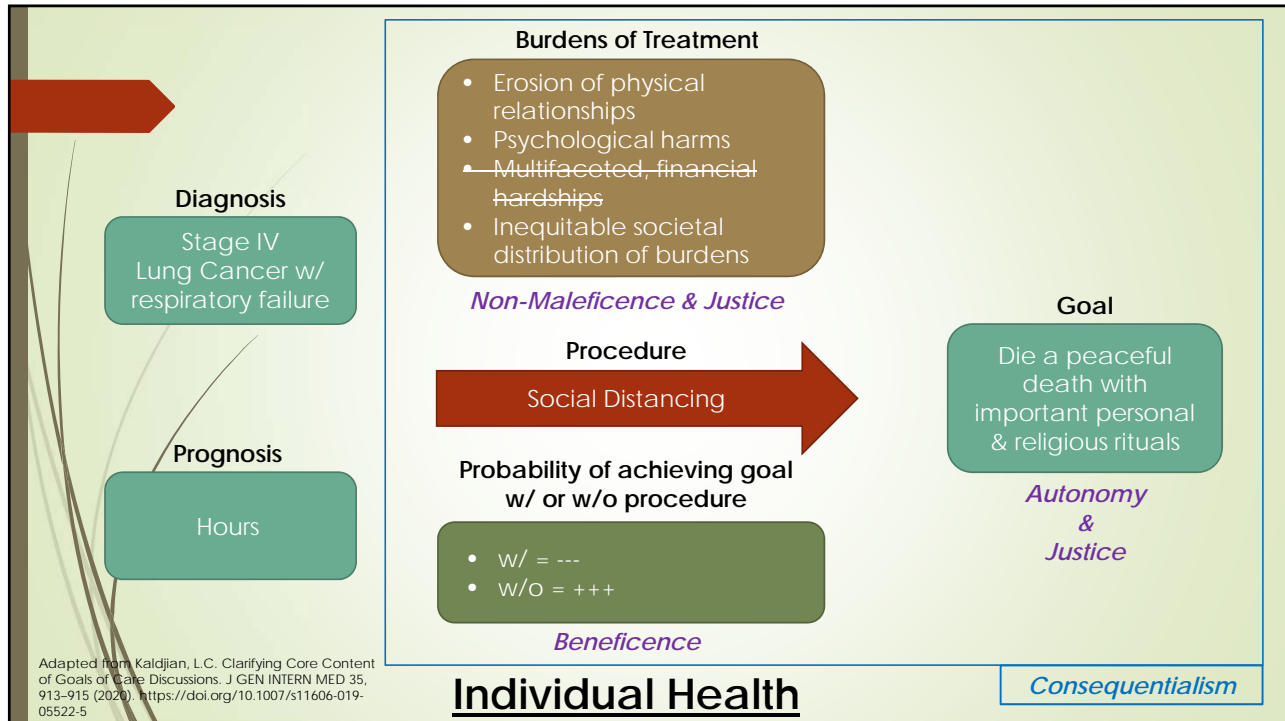 Burdens of Treatment
• Erosion of physical
relationships
• Psychological harms
• Multifaceted, financial
hardships
• Inequitable societal
distribution of burdens
Non-Maleficence & Justice
Diagnosis
Stage IV
Lung Cancer w/
respiratory failure
Procedure
Social Distancing
Goal
Die a peaceful
death with
important personal
& religious rituals
Autonomy
&
Justice
Prognosis
Hours
Probability of achieving goal
w/ or w/o procedure
• w/ = ---
• w/o = +++
Beneficence
Adapted from Kaldjian, L.C. Clarifying Core Content
of Goals of Care Discussions. J GEN INTERN MED 35,
913–915 (2020). https://doi.org/10.1007/s11606-019-
05522-5
Individual Health
Consequentialism